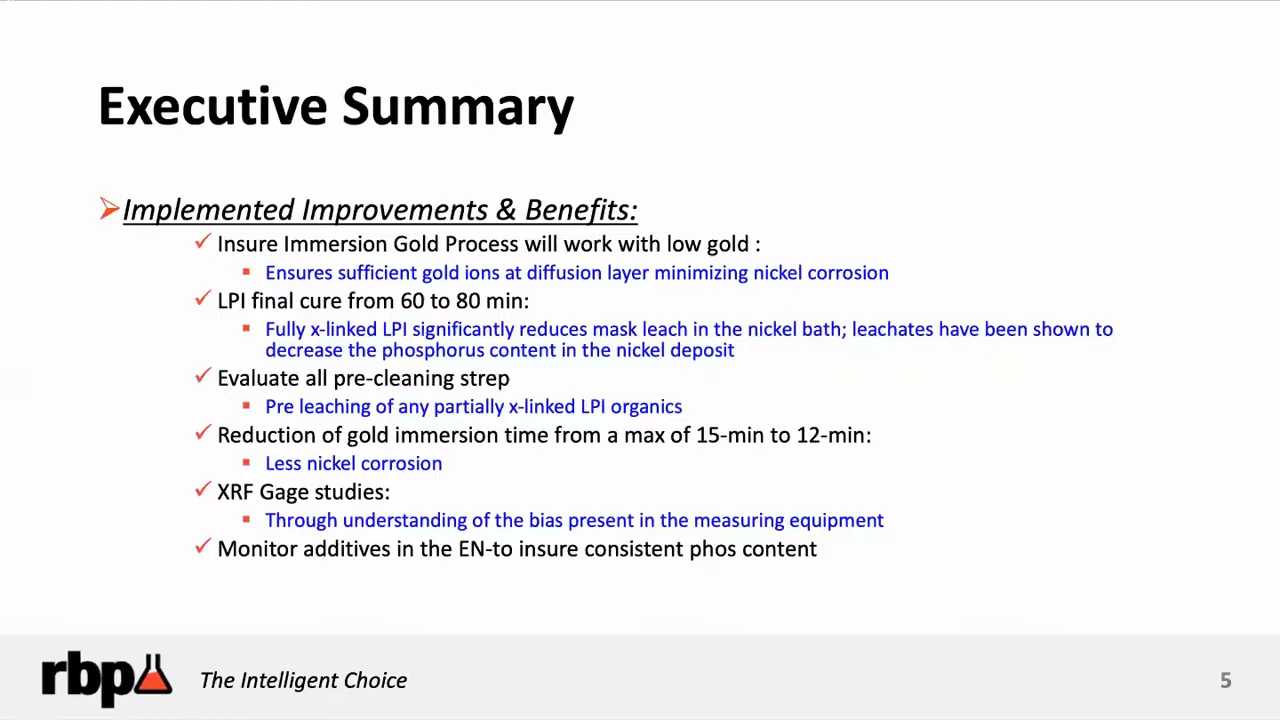 Executive Summary
Implemented Improvements & Benefits:
Insure Immersion Gold Process will work with low gold :
Ensures sufficient gold ions at diffusion layer minimizing nickel corrosion
LPI final cure from 60 to 80 min:
Fully x-linked LPI significantly reduces mask leach in the nickel bath; leachates have been shown to
decrease the phosphorus content in the nickel deposit
Evaluate all pre-cleaning strep
Pre leaching of any partially x-linked LPI organics
Reduction of gold immersion time from a max of 15-min to 12-min:
Less nickel corrosion
XRF Gage studies:
Through understanding of the bias present in the measuring equipment
Monitor additives in the EN-to insure consistent phos content
rbp
The Intelligent Choice
5